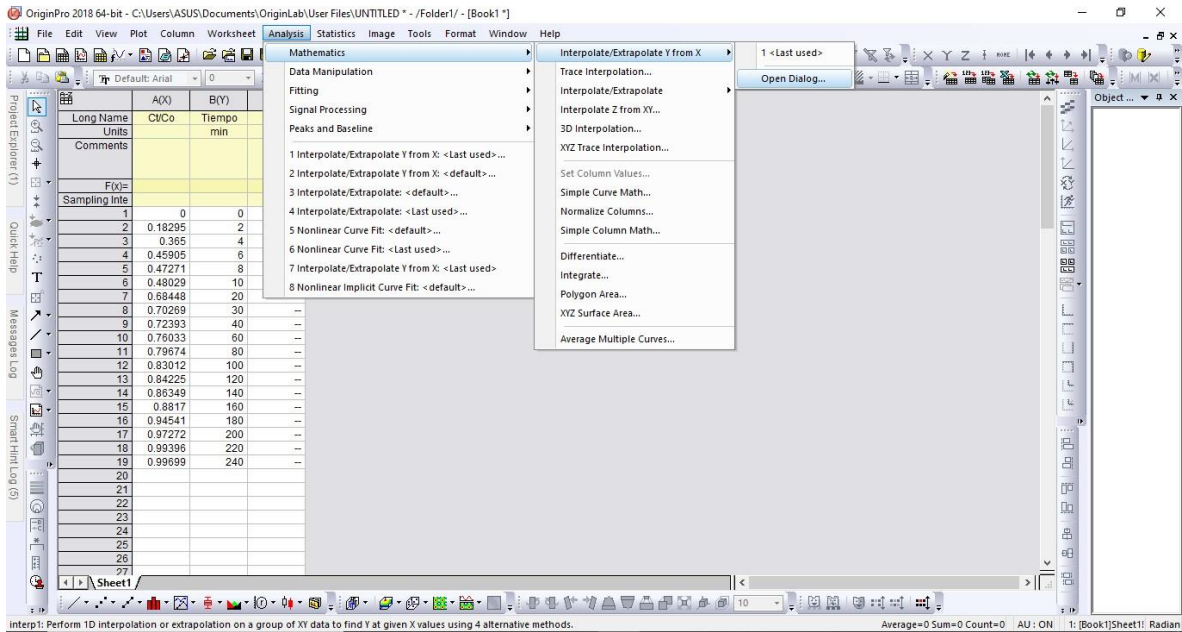 OriginPro 2018 64-bit - C:\Users\ASUS\Documents\OriginLab\User Files\UNTITLED * - /Folder1/ - [Book1 *]
File Edit View Plot Column Worksheet Analysis Statistics Image Tools Format Window Help
Default: Arial 0
Mathematics
Data Manipulation
Fitting
Signal Processing
Peaks and Baseline
1 Interpolate/Extrapolate Y from X: <Last used>...
2 Interpolate/Extrapolate Y from X: <default>...
3 Interpolate/Extrapolate: <default>...
4 Interpolate/Extrapolate: <Last used>...
5 Nonlinear Curve Fit: <default>...
6 Nonlinear Curve Fit: <Last used>...
7 Interpolate/Extrapolate Y from X: <Last used>
8 Nonlinear Implicit Curve Fit: <default>...
Interpolate/Extrapolate Y from X
Trace Interpolation...
Interpolate/Extrapolate
Interpolate Z from XY...
3D Interpolation...
XYZ Trace Interpolation...
Set Column Values...
Simple Curve Math...
Normalize Columns...
Simple Column Math...
Differentiate...
Integrate...
Polygon Area...
XYZ Surface Area...
Average Multiple Curves...
1 <Last used>
Open Dialog...
Object ...
Project Explorer (1)
Quick Help
Messages Log
Smart Hint Log (5)
A(X) B(Y)
Long Name Ct/Co Tiempo
Units min
Comments
F(x)=
Sampling Inte
1 0 0
2 0.18295 2
3 0.365 4
4 0.45905 6
5 0.47271 8
6 0.48029 10
7 0.68448 20
8 0.70269 30 --
9 0.72393 40 --
10 0.76033 60 --
11 0.79674 80 --
12 0.83012 100 --
13 0.84225 120 --
14 0.86349 140 --
15 0.8817 160 --
16 0.94541 180 --
17 0.97272 200 --
18 0.99396 220 --
19 0.99699 240 --
20
21
22
23
24
25
26
27
Sheet1
10
interp1: Perform 1D interpolation or extrapolation on a group of XY data to find Y at given X values using 4 alternative methods.
Average=0 Sum=0 Count=0 AU : ON 1: [Book1]Sheet1! Radian